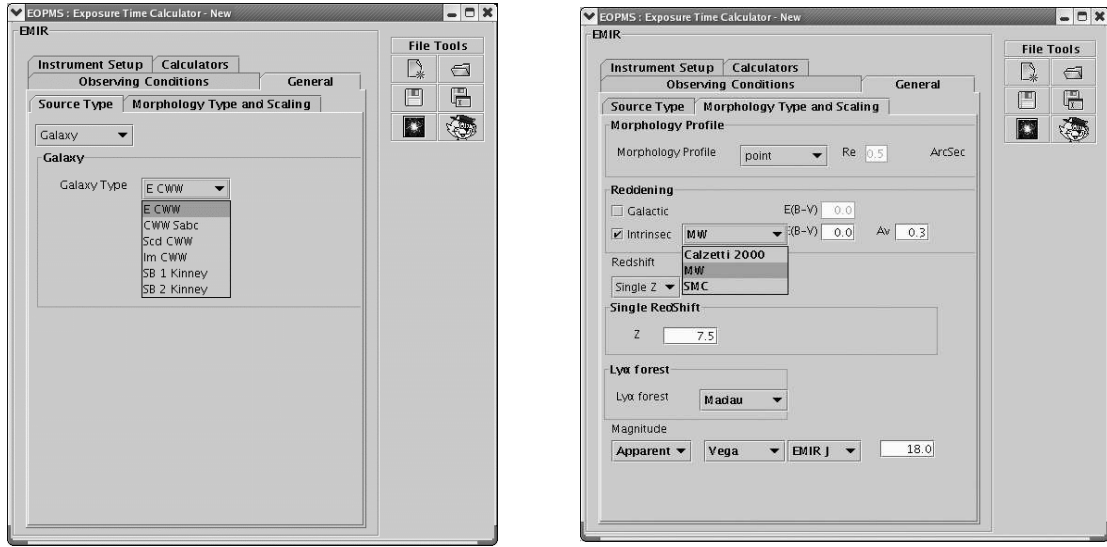 EOPMS : Exposure Time Calculator - New
EMIR
File Tools
Instrument Setup Calculators
Observing Conditions General
Source Type Morphology Type and Scaling
Galaxy
Galaxy
Galaxy Type E CWW
E CWW
CWW Sabc
Scd CWW
Im CWW
SB 1 Kinney
SB 2 Kinney
EOPMS : Exposure Time Calculator - New
EMIR
File Tools
Instrument Setup Calculators
Observing Conditions General
Source Type Morphology Type and Scaling
Morphology Profile
Morphology Profile point Re 0.5 ArcSec
Reddening
Galactic E(B-V) 0.0
Intrinsec MW E(B-V) 0.0 Av 0.3
Calzetti 2000
MW
SMC
Redshift
Single Z
Single RedShift
Z 7.5
Lyα forest
Lyα forest Madau
Magnitude
Apparent Vega EMIR J 18.0